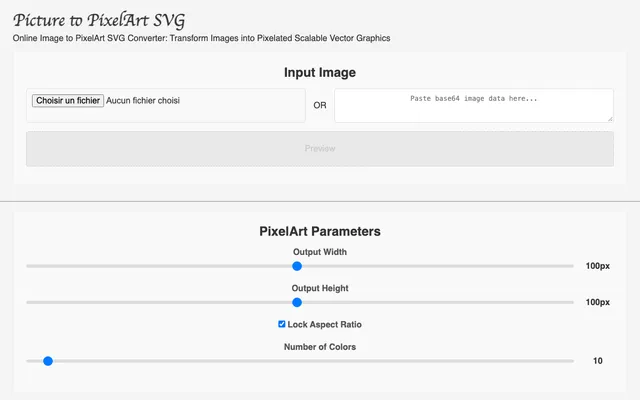 Picture to PixelArt SVG
Online Image to PixelArt SVG Converter: Transform Images into Pixelated Scalable Vector Graphics
Input Image
Choisir un fichier Aucun fichier choisi
OR
Paste base64 image data here...
Preview
PixelArt Parameters
Output Width
100px
Output Height
100px
Lock Aspect Ratio
Number of Colors
10